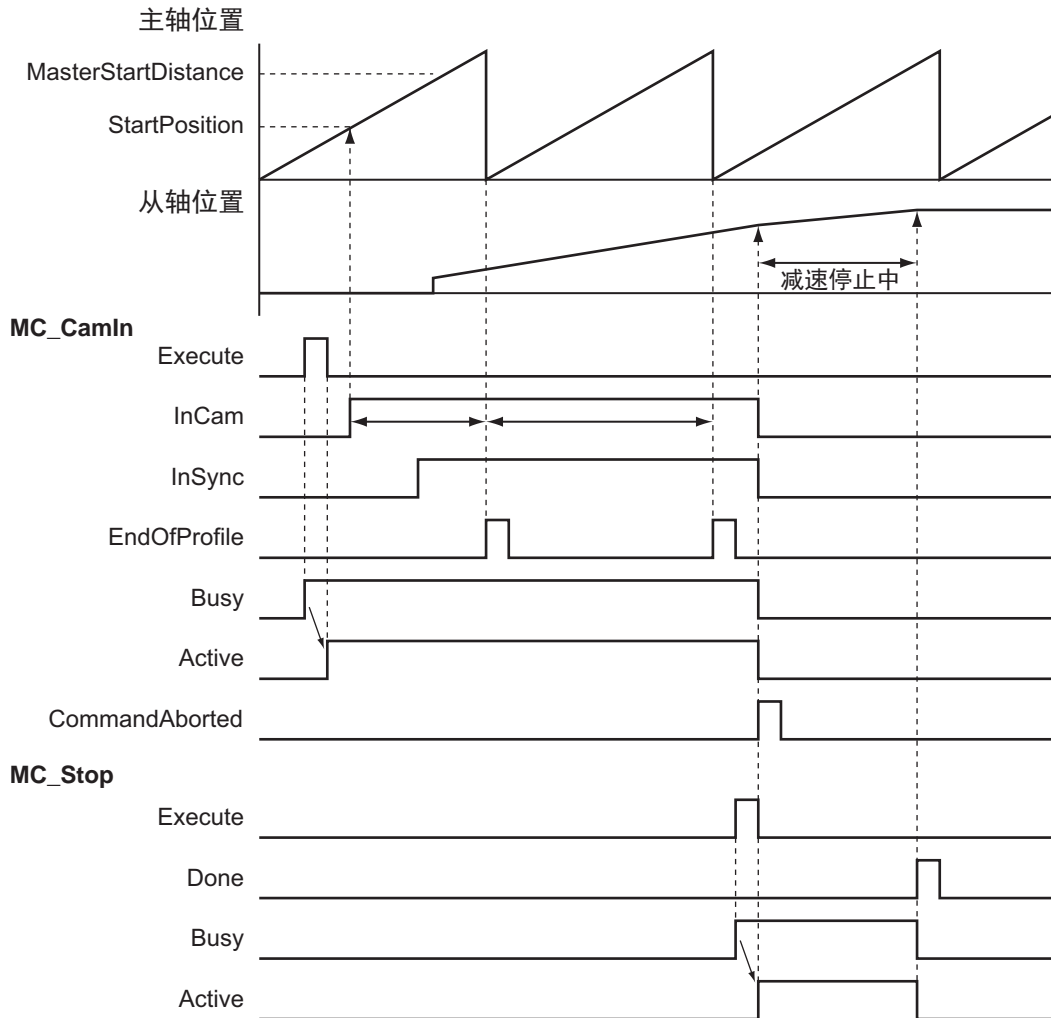 主轴位置
MasterStartDistance
StartPosition
从轴位置
减速停止中
MC_CamIn
Execute
InCam
InSync
EndOfProfile
Busy
Active
CommandAborted
MC_Stop
Execute
Done
Busy
Active